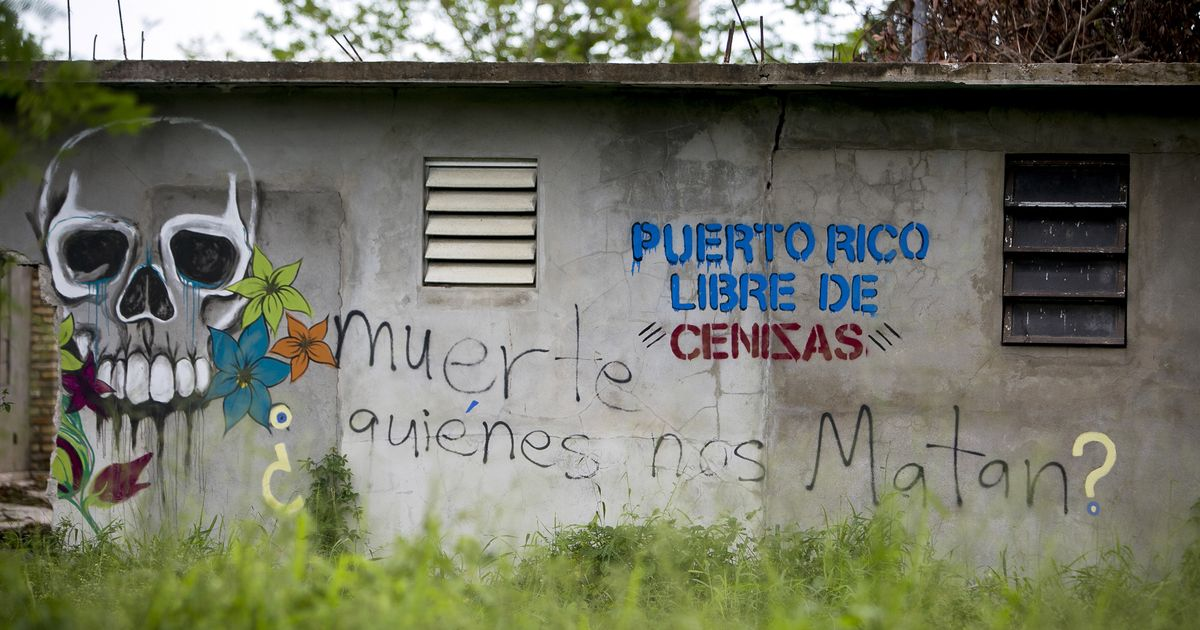 PUERTO RICO
LIBRE DE
CENIZAS
muerte
¿quiénes nos Matan?